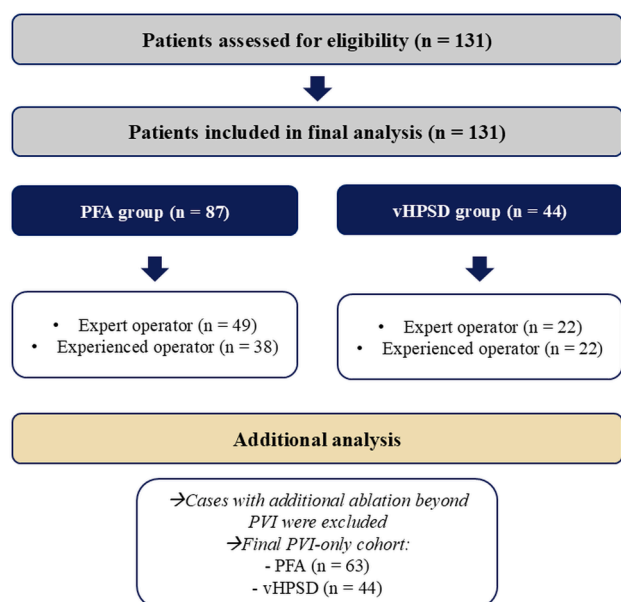 Patients assessed for eligibility (n = 131)
Patients included in final analysis (n = 131)
PFA group (n = 87)
vHPSD group (n = 44)
• Expert operator (n = 49)
• Experienced operator (n = 38)
• Expert operator (n = 22)
• Experienced operator (n = 22)
Additional analysis
→Cases with additional ablation beyond
PVI were excluded
→Final PVI-only cohort:
- PFA (n = 63)
- vHPSD (n = 44)